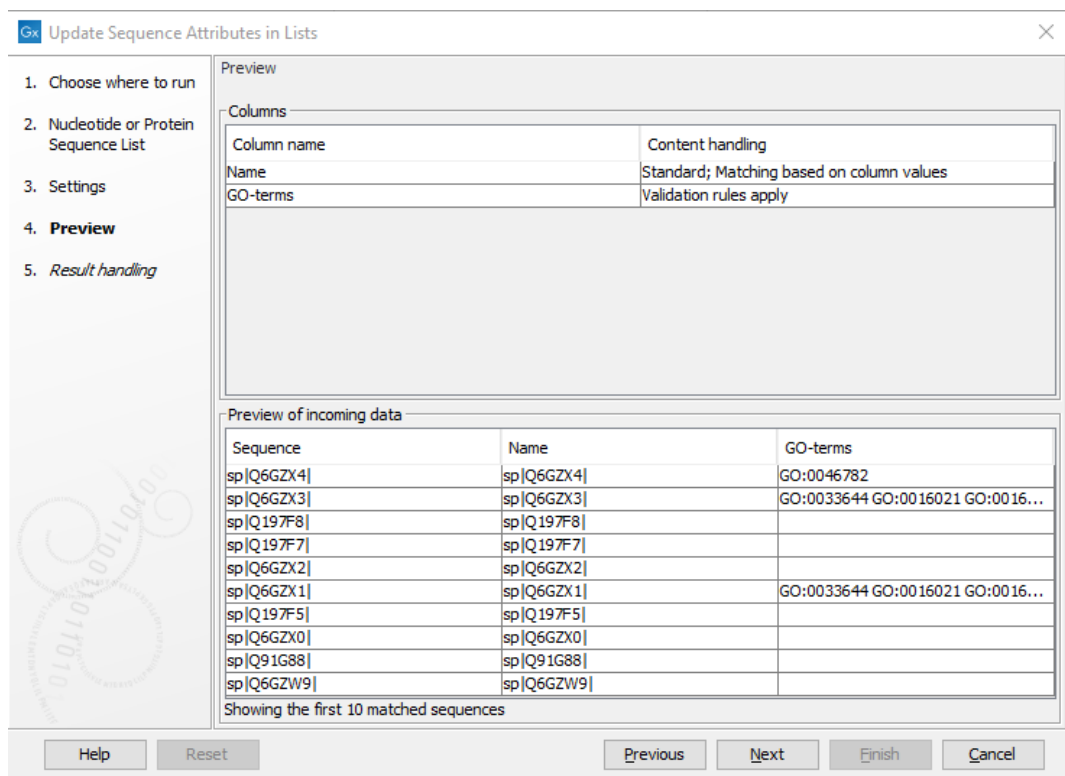 Gx Update Sequence Attributes in Lists
1. Choose where to run
2. Nucleotide or Protein
Sequence List
3. Settings
4. Preview
5. Result handling
Preview
Columns
Column name Content handling
Name Standard; Matching based on column values
GO-terms Validation rules apply
Preview of incoming data
Sequence Name GO-terms
sp|Q6GZX4| sp|Q6GZX4| GO:0046782
sp|Q6GZX3| sp|Q6GZX3| GO:0033644 GO:0016021 GO:0016...
sp|Q197F8| sp|Q197F8|
sp|Q197F7| sp|Q197F7|
sp|Q6GZX2| sp|Q6GZX2|
sp|Q6GZX1| sp|Q6GZX1| GO:0033644 GO:0016021 GO:0016...
sp|Q197F5| sp|Q197F5|
sp|Q6GZX0| sp|Q6GZX0|
sp|Q91G88| sp|Q91G88|
sp|Q6GZW9| sp|Q6GZW9|
Showing the first 10 matched sequences
Help Reset Previous Next Finish Cancel